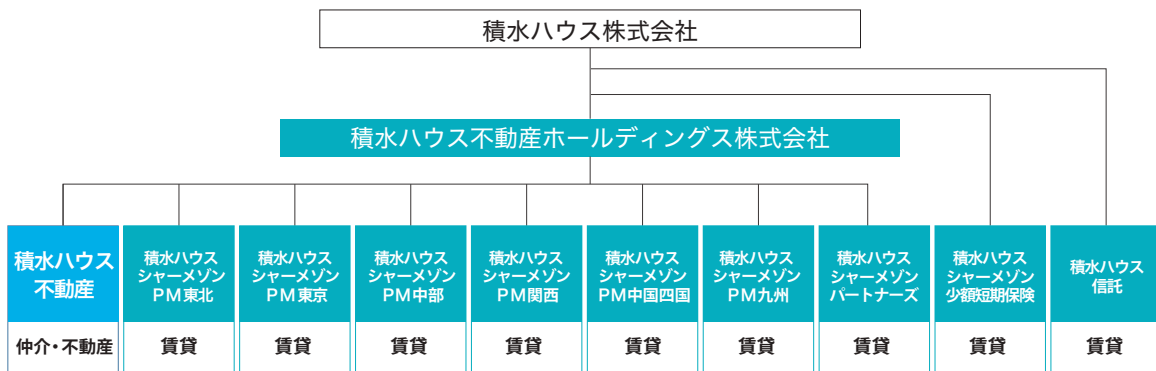 積水ハウス株式会社
積水ハウス不動産ホールディングス株式会社
積水ハウス
不動産
積水ハウス
シャーメゾン
PM東北
積水ハウス
シャーメゾン
PM東京
積水ハウス
シャーメゾン
PM中部
積水ハウス
シャーメゾン
PM関西
積水ハウス
シャーメゾン
PM中国四国
積水ハウス
シャーメゾン
PM九州
積水ハウス
シャーメゾン
パートナーズ
積水ハウス
シャーメゾン
少額短期保険
積水ハウス
信託
仲介・不動産
賃貸
賃貸
賃貸
賃貸
賃貸
賃貸
賃貸
賃貸
賃貸